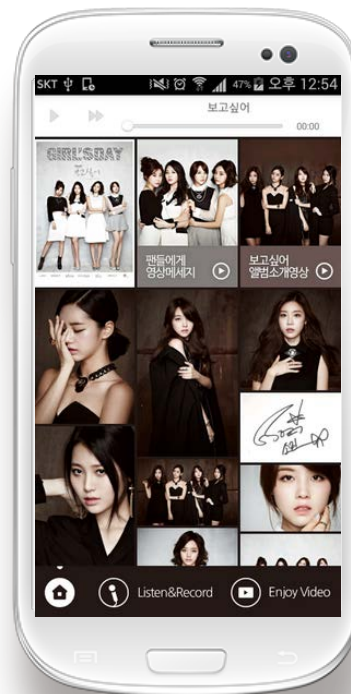 SKT 47% 오후 12:54
보고싶어
00:00
GIRL'S DAY
팬들에게
영상메세지
보고싶어
앨범소개영상
Listen&Record
Enjoy Video